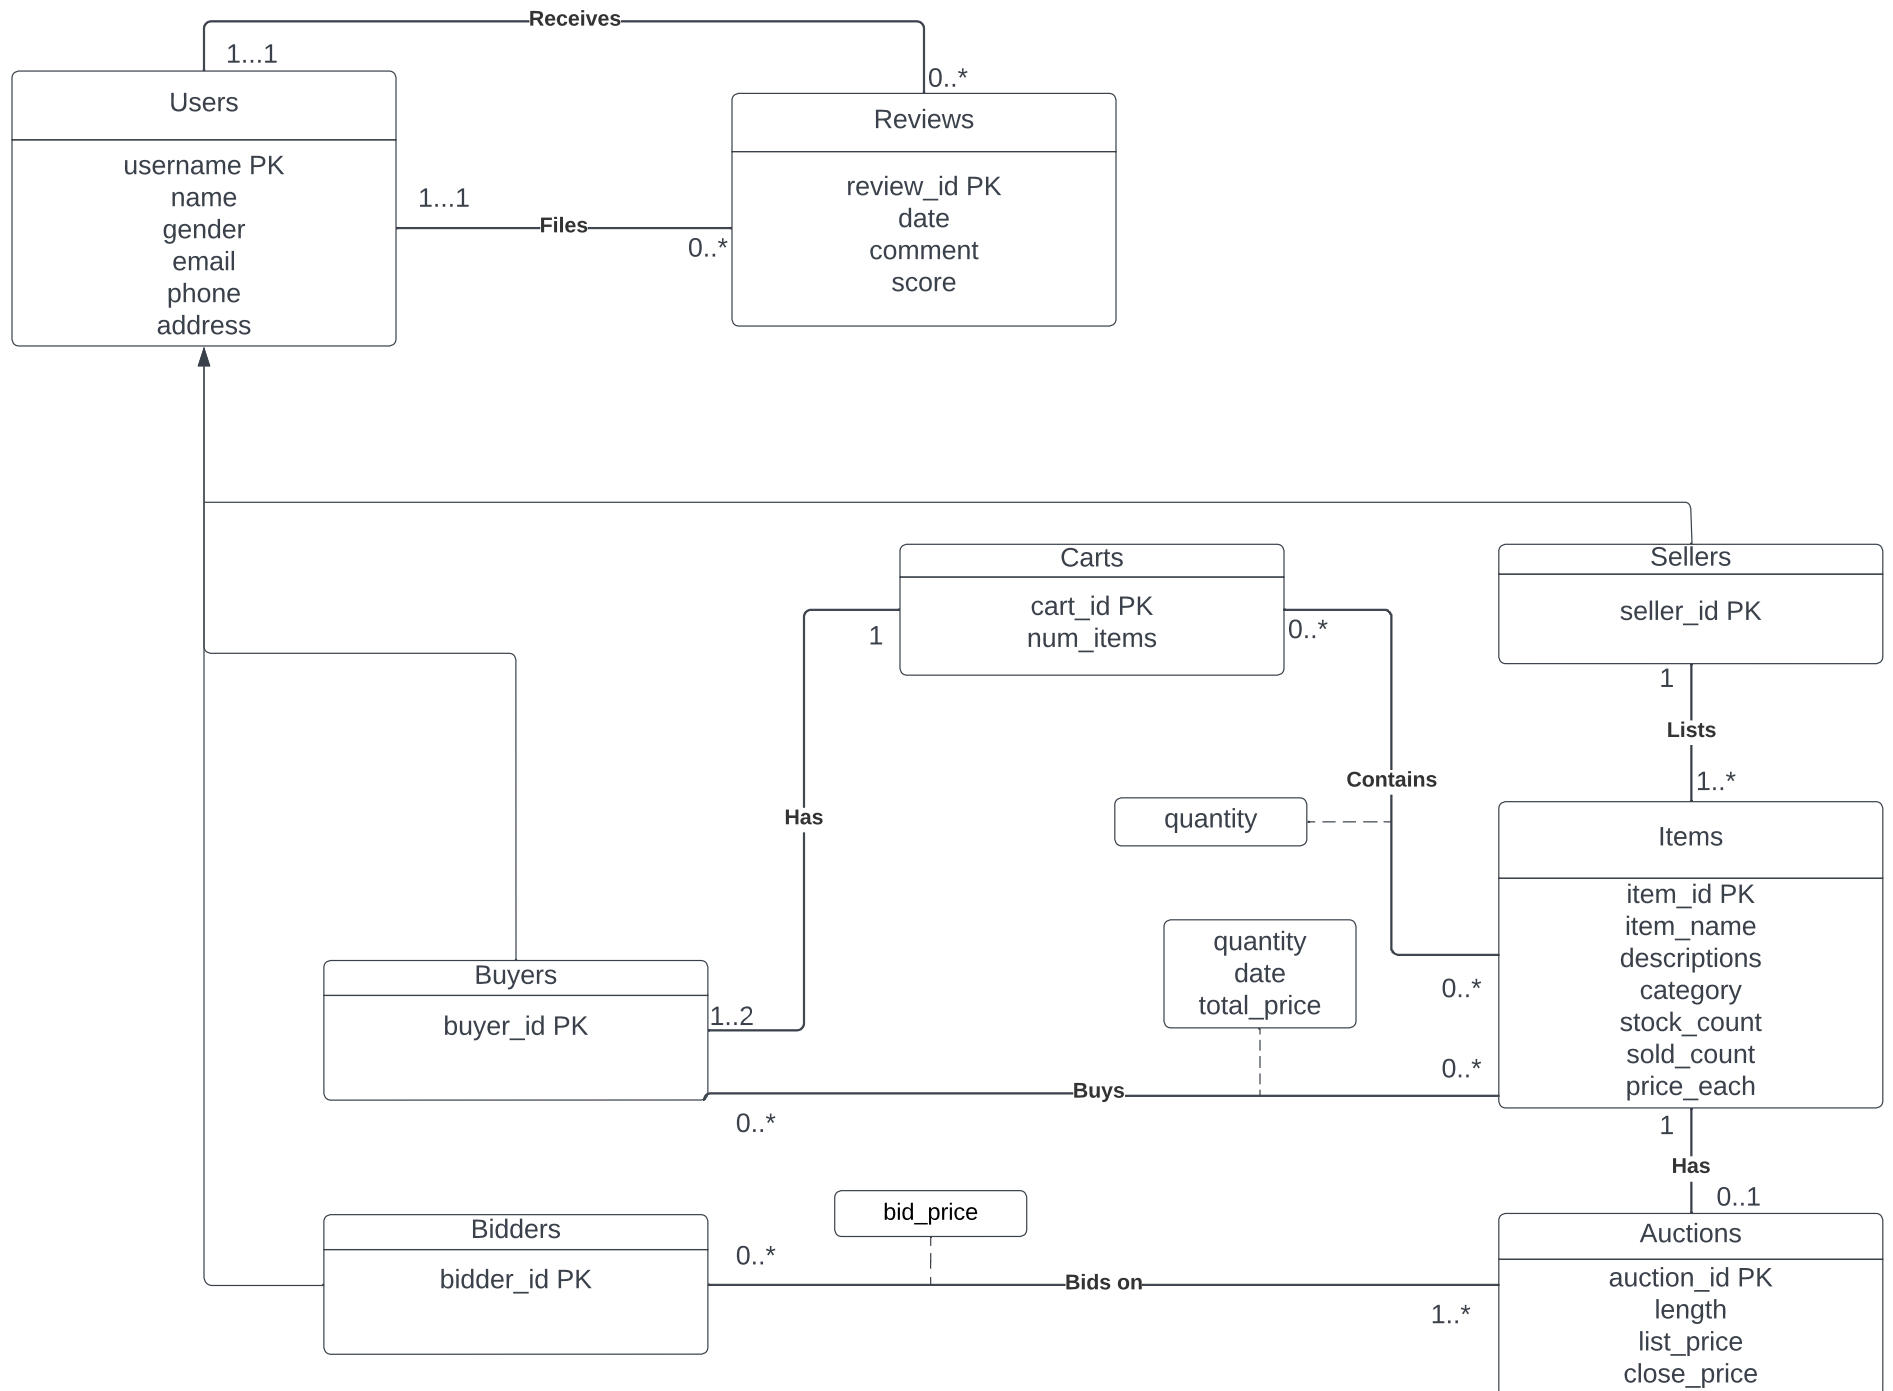 Receives
1...1
0..*
Users
username PK
name
gender
email
phone
address
Reviews
review_id PK
date
comment
score
1...1
Files
0..*
Carts
cart_id PK
num_items
Sellers
seller_id PK
1
0..*
1
Lists
1..*
Contains
Has
quantity
Items
item_id PK
item_name
descriptions
category
stock_count
sold_count
price_each
quantity
date
total_price
0..*
Buyers
buyer_id PK
1..2
0..*
Buys
0..*
1
Has
0..1
bid_price
Bidders
bidder_id PK
0..*
Bids on
1..*
Auctions
auction_id PK
length
list_price
close_price